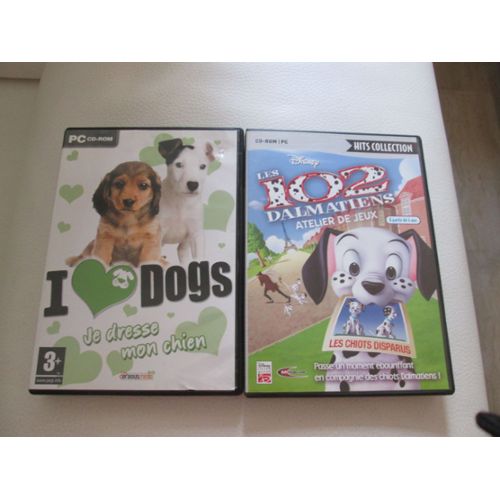 PC CD-ROM
I Dogs
Je dresse
mon chien
3+
CD-ROM | PC
HITS COLLECTION
Disney
LES
102
DALMATIENS
ATELIER DE JEUX
LES CHIOTS DISPARUS
Passe un moment ébouriffant
en compagnie des chiots Dalmatiens !